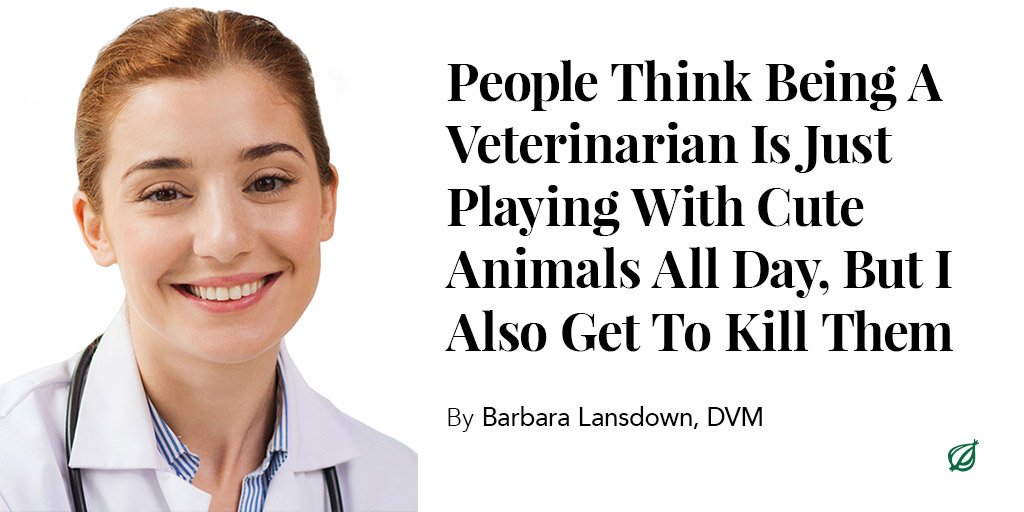 People Think Being A
Veterinarian Is Just
Playing With Cute
Animals All Day, But I
Also Get To Kill Them
By Barbara Lansdown, DVM